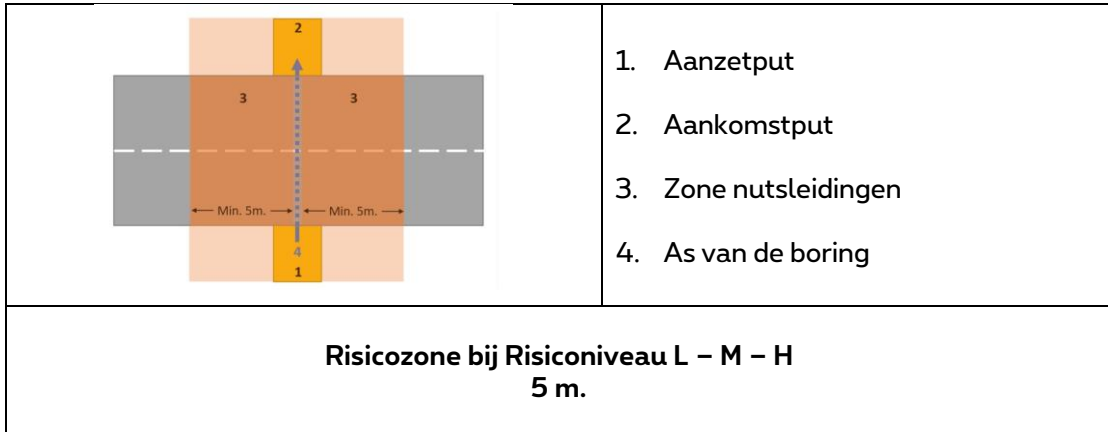 2
3 3
Min. 5m. Min. 5m.
4
1
1. Aanzetput
2. Aankomstput
3. Zone nutsleidingen
4. As van de boring
Risicozone bij Risiconiveau L – M – H
5 m.